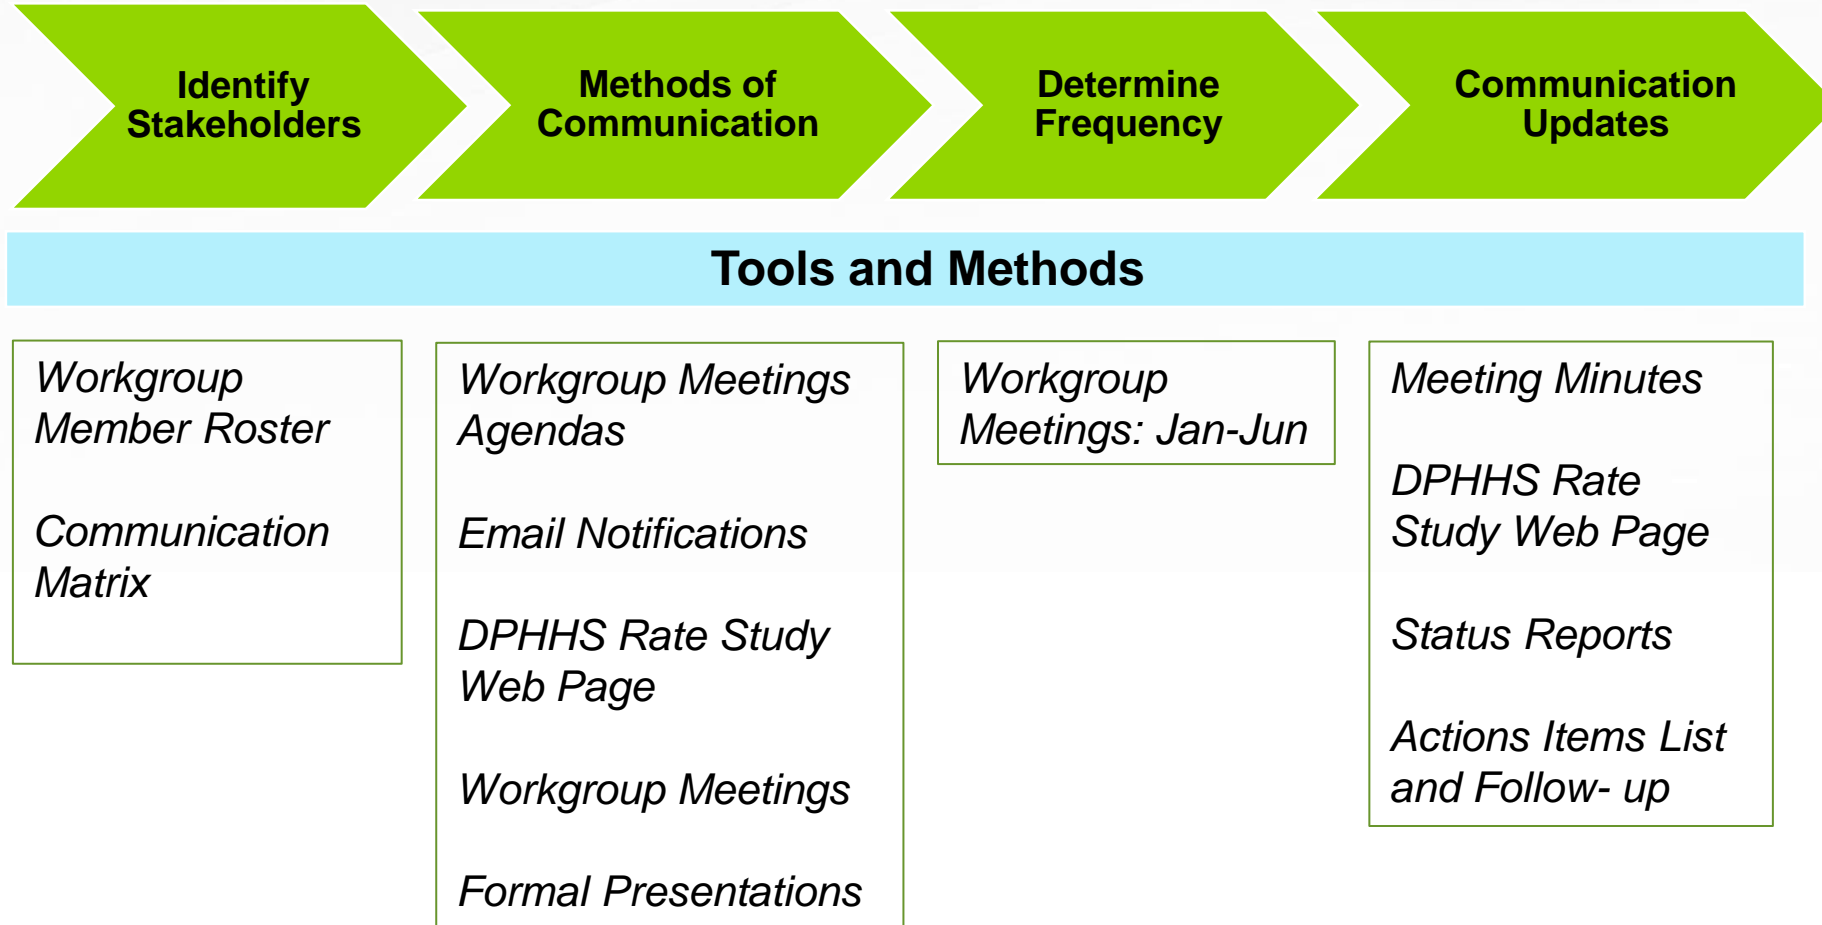 Identify
Stakeholders
Methods of
Communication
Determine
Frequency
Communication
Updates
Tools and Methods
Workgroup
Member Roster
Communication
Matrix
Workgroup Meetings
Agendas
Email Notifications
DPHHS Rate Study
Web Page
Workgroup Meetings
Formal Presentations
Workgroup
Meetings: Jan-Jun
Meeting Minutes
DPHHS Rate
Study Web Page
Status Reports
Actions Items List
and Follow- up